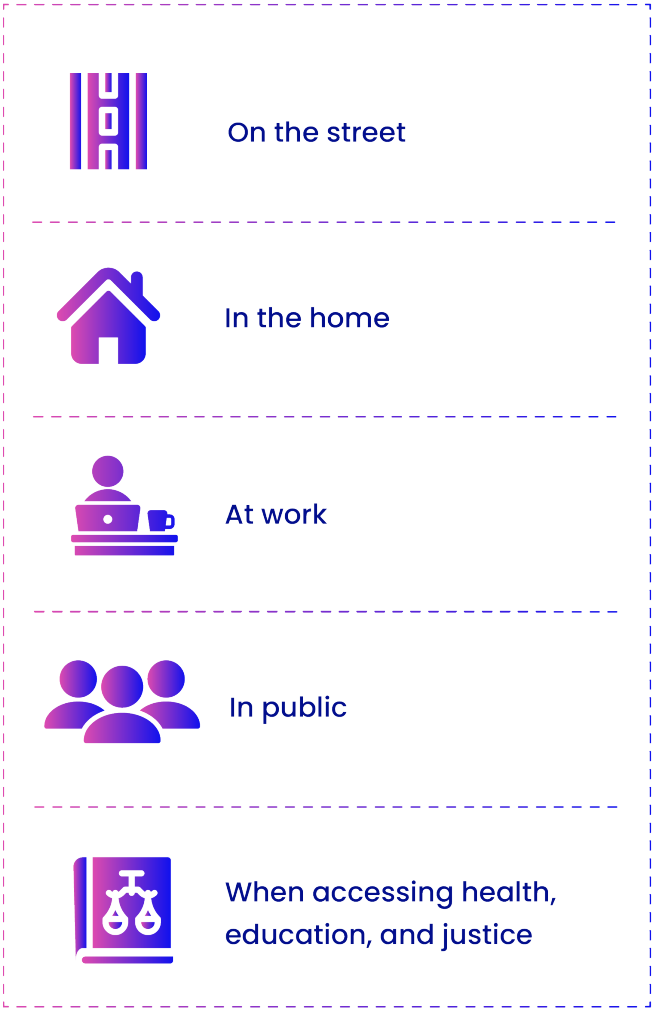 On the street
In the home
At work
In public
When accessing health,
education, and justice